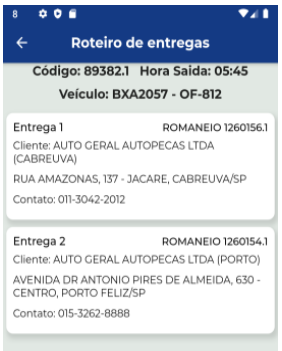 8
Roteiro de entregas
Código: 89382.1 Hora Saida: 05:45
Veículo: BXA2057 - OF-812
Entrega 1 ROMANEIO 1260156.1
Cliente: AUTO GERAL AUTOPECAS LTDA
(CABREUVA)
RUA AMAZONAS, 137 - JACARE, CABREUVA/SP
Contato: 011-3042-2012
Entrega 2 ROMANEIO 1260154.1
Cliente: AUTO GERAL AUTOPECAS LTDA (PORTO)
AVENIDA DR ANTONIO PIRES DE ALMEIDA, 630 -
CENTRO, PORTO FELIZ/SP
Contato: 015-3262-8888